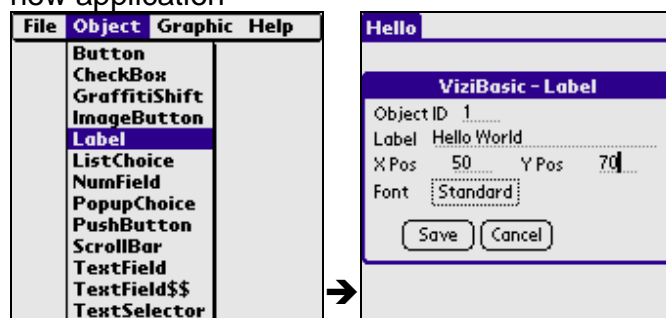 new application
File Object Graphic Help
Button
CheckBox
GraffitiShift
ImageButton
Label
ListChoice
NumField
PopupChoice
PushButton
ScrollBar
TextField
TextField$$
TextSelector
Hello
ViziBasic - Label
Object ID 1
Label Hello World
X Pos 50 Y Pos 70
Font Standard
Save Cancel